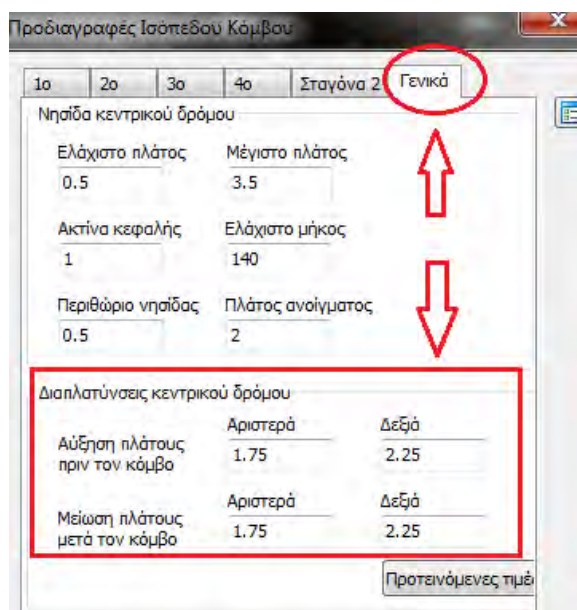 Προδιαγραφές Ισόπεδου Κόμβου
1ο 2ο 3ο 4ο Σταγόνα 2 Γενικά
Νησίδα κεντρικού δρόμου
Ελάχιστο πλάτος Μέγιστο πλάτος
0.5 3.5
Ακτίνα κεφαλής Ελάχιστο μήκος
1 140
Περιθώριο νησίδας Πλάτος ανοίγματος
0.5 2
Διαπλατύνσεις κεντρικού δρόμου
Αριστερά Δεξιά
Αύξηση πλάτους
πριν τον κόμβο 1.75 2.25
Αριστερά Δεξιά
Μείωση πλάτους
μετά τον κόμβο 1.75 2.25
Προτεινόμενες τιμέ